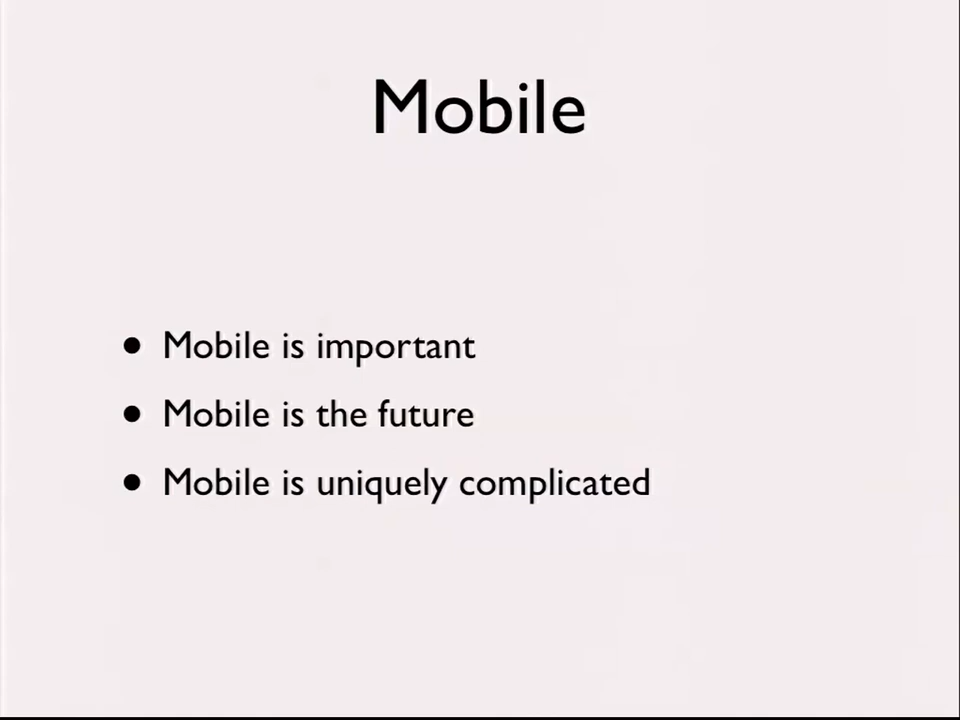 Mobile
• Mobile is important
• Mobile is the future
• Mobile is uniquely complicated